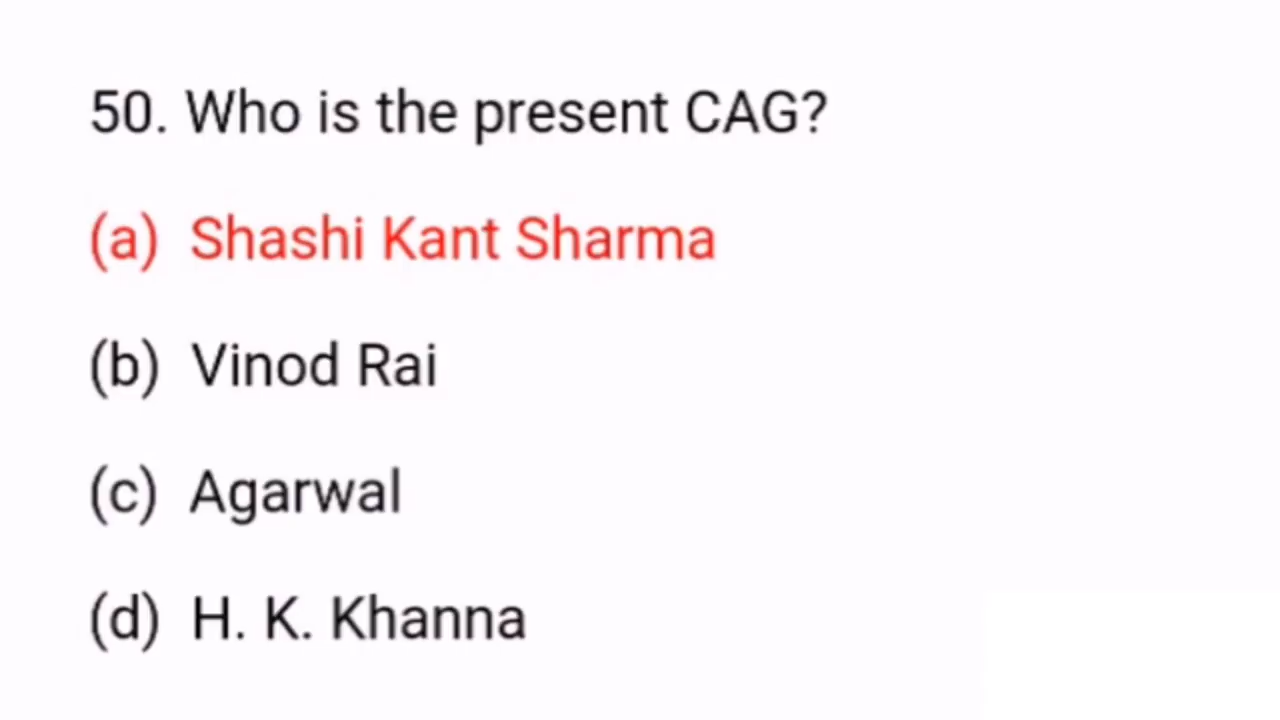 50. Who is the present CAG?
(a) Shashi Kant Sharma
(b) Vinod Rai
(c) Agarwal
(d) H. K. Khanna